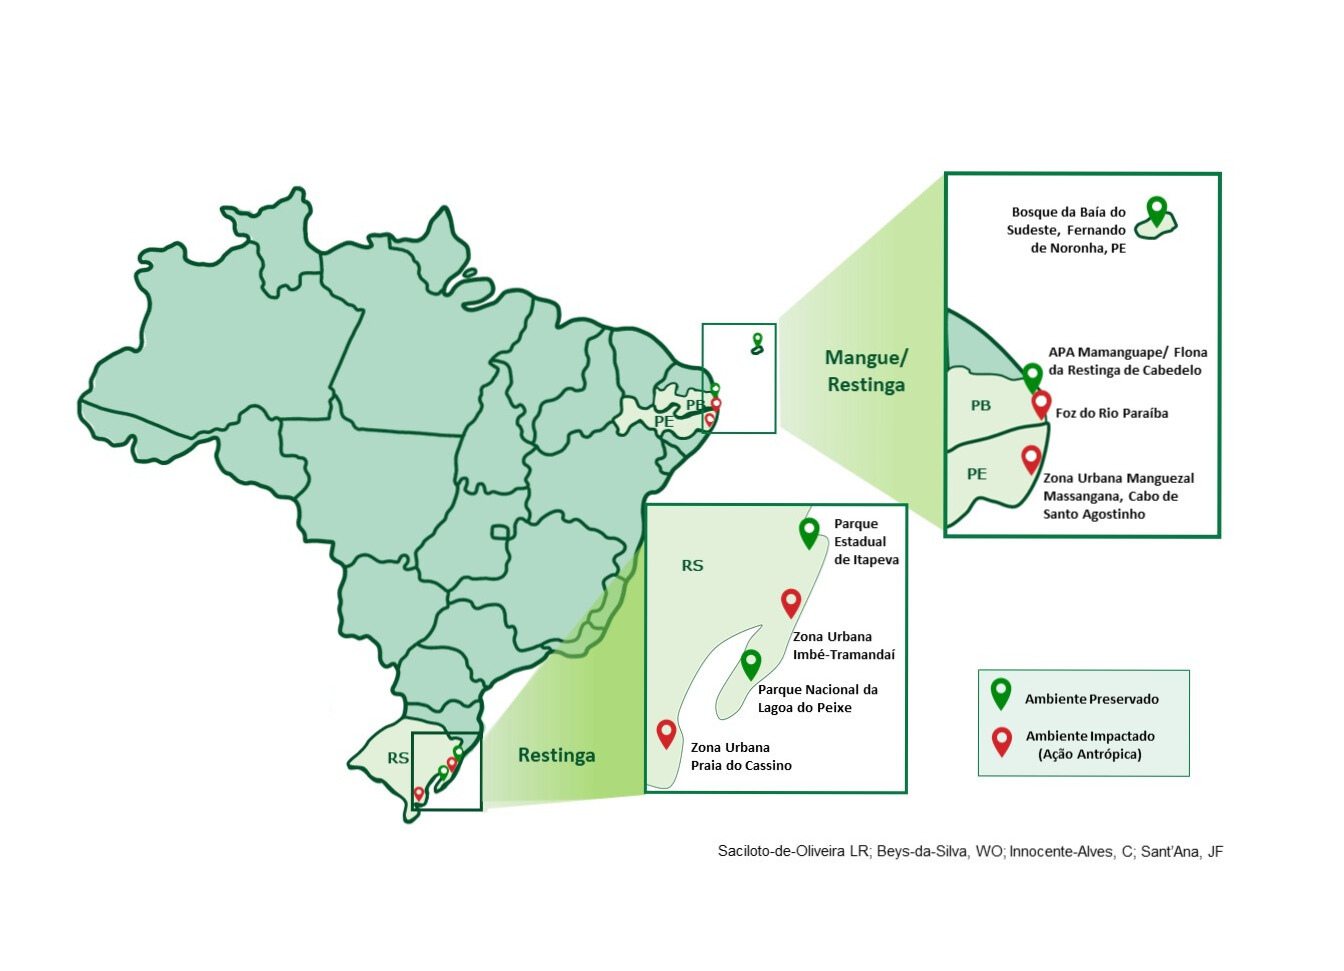 Bosque da Baía do
Sudeste, Fernando
de Noronha, PE
Mangue/
Restinga
APA Mamanguape/ Flona
da Restinga de Cabedelo
PB
Foz do Rio Paraíba
PE
Zona Urbana Manguezal
Massangana, Cabo de
Santo Agostinho
PB
PE
Parque
Estadual
de Itapeva
RS
Zona Urbana
Imbé-Tramandaí
Parque Nacional da
Lagoa do Peixe
Zona Urbana
Praia do Cassino
Restinga
RS
Ambiente Preservado
Ambiente Impactado
(Ação Antrópica)
Saciloto-de-Oliveira LR; Beys-da-Silva, WO; Innocente-Alves, C; Sant'Ana, JF